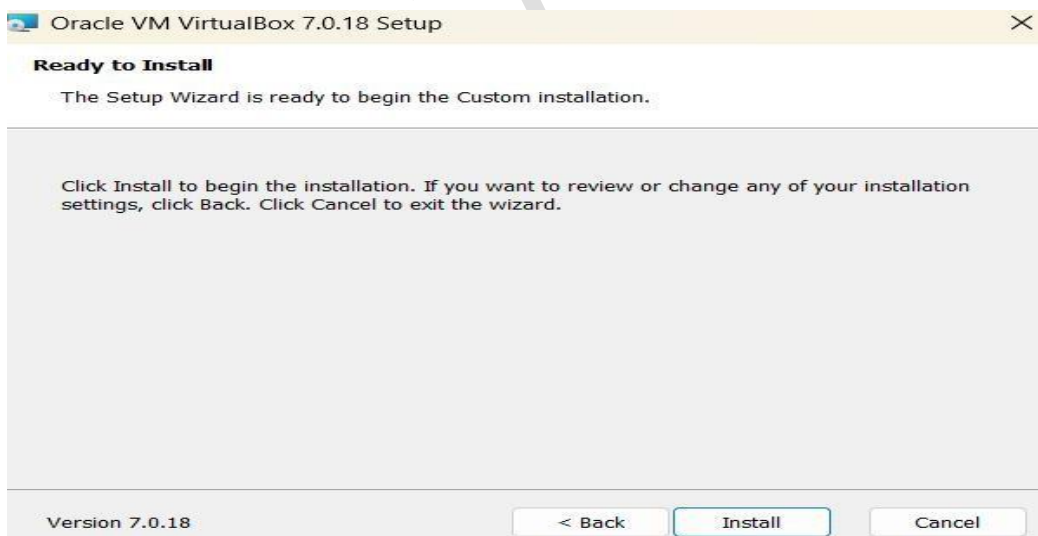 Oracle VM VirtualBox 7.0.18 Setup
Ready to Install
The Setup Wizard is ready to begin the Custom installation.
Click Install to begin the installation. If you want to review or change any of your installation
settings, click Back. Click Cancel to exit the wizard.
Version 7.0.18
< Back
Install
Cancel